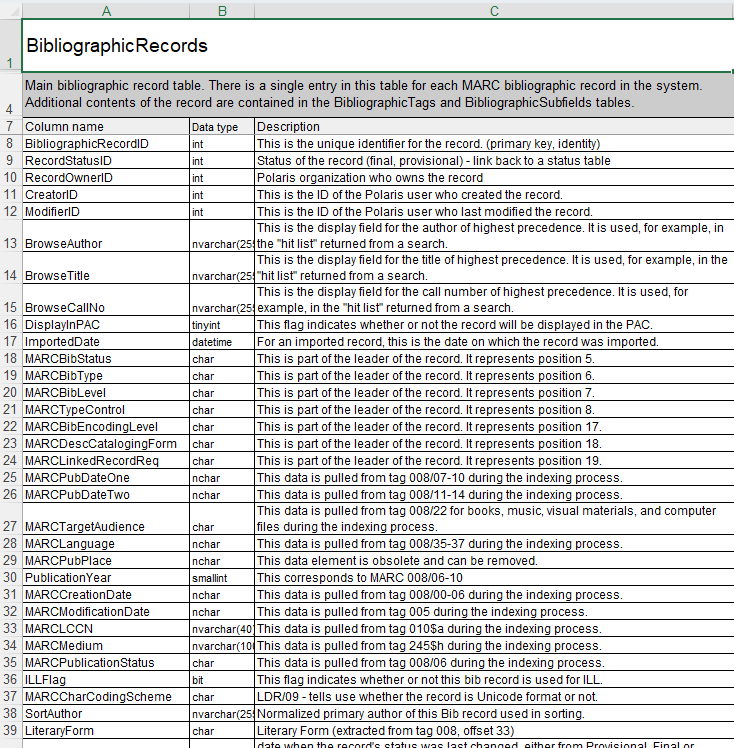 A B C
1 BibliographicRecords
Main bibliographic record table. There is a single entry in this table for each MARC bibliographic record in the system.
4 Additional contents of the record are contained in the BibliographicTags and BibliographicSubfields tables.
7 Column name Data type Description
8 BibliographicRecordID int This is the unique identifier for the record. (primary key, identity)
9 RecordStatusID int Status of the record (final, provisional) - link back to a status table
10 RecordOwnerID int Polaris organization who owns the record
11 CreatorID int This is the ID of the Polaris user who created the record.
12 ModifierID int This is the ID of the Polaris user who last modified the record.
This is the display field for the author of highest precedence. It is used, for example, in
13 BrowseAuthor nvarchar(25 the "hit list" returned from a search.
This is the display field for the title of highest precedence. It is used, for example, in the
14 BrowseTitle nvarchar(25 "hit list" returned from a search.
This is the display field for the call number of highest precedence. It is used, for
15 BrowseCallNo nvarchar(25 example, in the "hit list" returned from a search.
16 DisplayInPAC tinyint This flag indicates whether or not the record will be displayed in the PAC.
17 ImportedDate datetime For an imported record, this is the date on which the record was imported.
18 MARCBibStatus char This is part of the leader of the record. It represents position 5.
19 MARCBibType char This is part of the leader of the record. It represents position 6.
20 MARCBibLevel char This is part of the leader of the record. It represents position 7.
21 MARCTypeControl char This is part of the leader of the record. It represents position 8.
22 MARCBibEncodingLevel char This is part of the leader of the record. It represents position 17.
23 MARCDescCatalogingForm char This is part of the leader of the record. It represents position 18.
24 MARCLinkedRecordReq char This is part of the leader of the record. It represents position 19.
25 MARCPubDateOne nchar This data is pulled from tag 008/07-10 during the indexing process.
26 MARCPubDateTwo nchar This data is pulled from tag 008/11-14 during the indexing process.
This data is pulled from tag 008/22 for books, music, visual materials, and computer
27 MARCTargetAudience char files during the indexing process.
28 MARCLanguage nchar This data is pulled from tag 008/35-37 during the indexing process.
29 MARCPubPlace nchar This data element is obsolete and can be removed.
30 PublicationYear smallint This corresponds to MARC 008/06-10
31 MARCCreationDate nchar This data is pulled from tag 008/00-06 during the indexing process.
32 MARCModificationDate nchar This data is pulled from tag 005 during the indexing process.
33 MARCLCCN nvarchar(40 This data is pulled from tag 010$a during the indexing process.
34 MARCMedium nvarchar(10 This data is pulled from tag 245$h during the indexing process.
35 MARCPublicationStatus char This data is pulled from tag 008/06 during the indexing process.
36 ILLFlag bit This flag indicates whether or not this bib record is used for ILL.
37 MARCCharCodingScheme char LDR/09 - tells use whether the record is Unicode format or not.
38 SortAuthor nvarchar(25 Normalized primary author of this Bib record used in sorting.
39 LiteraryForm char Literary Form (extracted from tag 008, offset 33)
date when the record's status was last changed, either from Provisional, Final or